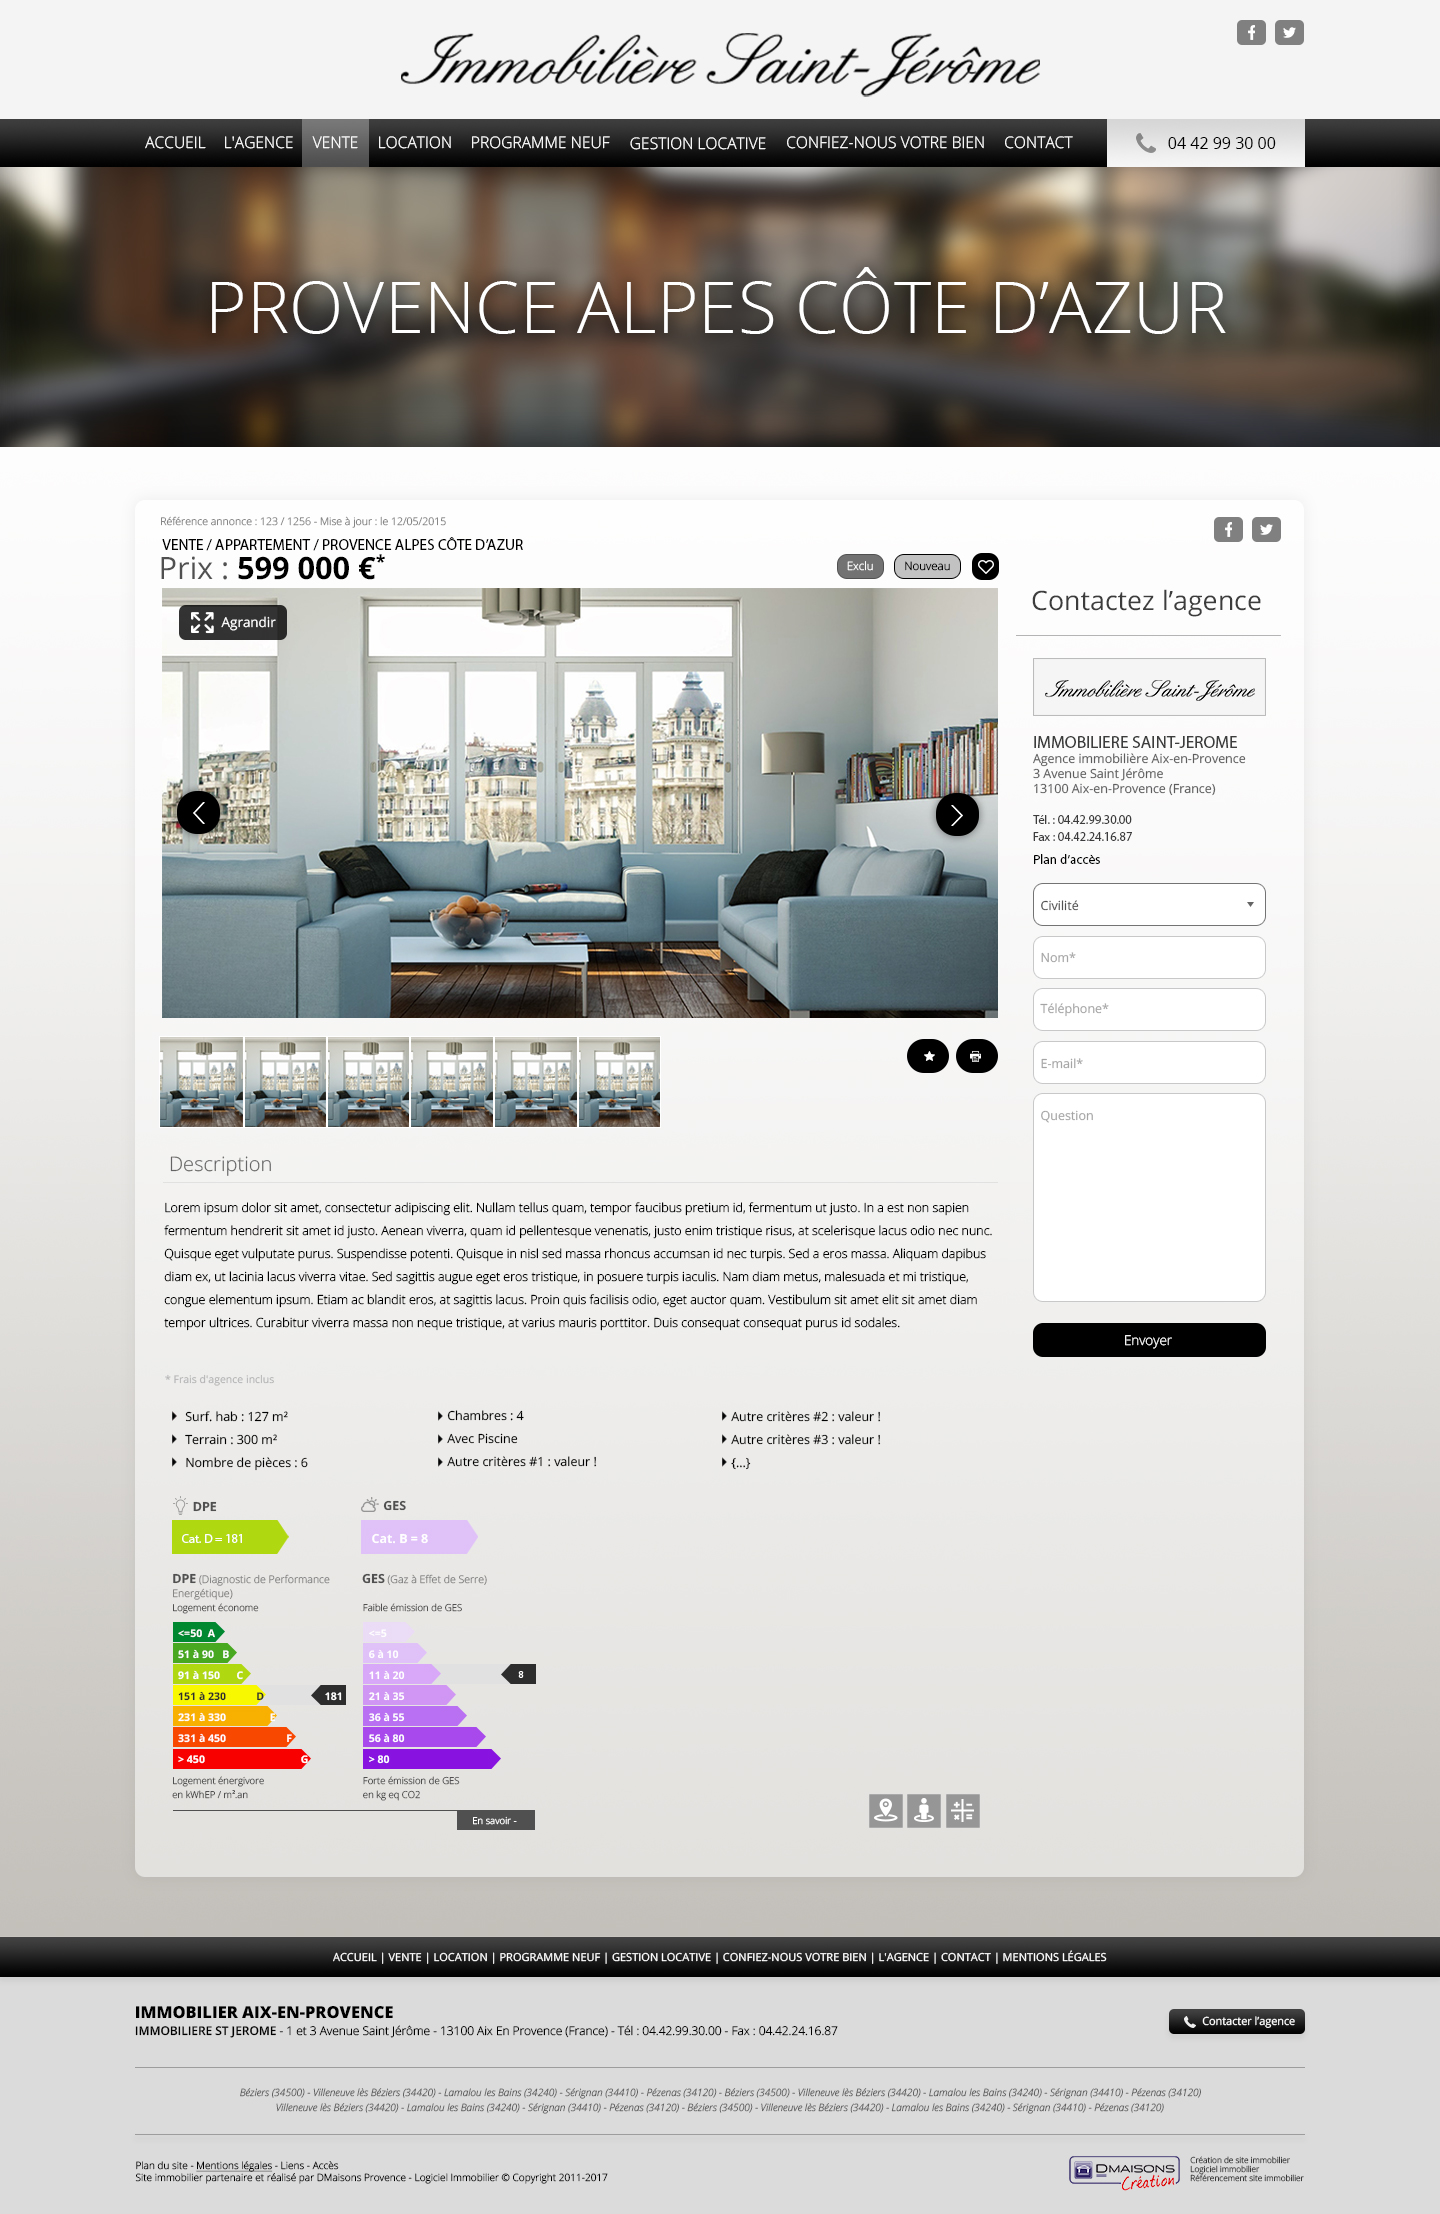 Immobilière Saint-Jérôme
ACCUEIL L'AGENCE VENTE LOCATION PROGRAMME NEUF GESTION LOCATIVE CONFIEZ-NOUS VOTRE BIEN CONTACT 04 42 99 30 00
PROVENCE ALPES CÔTE D'AZUR
Référence annonce : 123 / 1256 - Mise à jour : le 12/05/2015
VENTE / APPARTEMENT / PROVENCE ALPES CÔTE D'AZUR
Prix : 599 000 €*
Exclu Nouveau
Agrandir
Contactez l'agence
Immobilière Saint-Jérôme
IMMOBILIERE SAINT-JEROME
Agence immobilière Aix-en-Provence
3 Avenue Saint Jérôme
13100 Aix-en-Provence (France)
Tél. : 04.42.99.30.00
Fax : 04.42.24.16.87
Plan d'accès
Civilité
Nom*
Téléphone*
E-mail*
Question
Envoyer
Description
Lorem ipsum dolor sit amet, consectetur adipiscing elit. Nullam tellus quam, tempor faucibus pretium id, fermentum ut justo. In a est non sapien
fermentum hendrerit sit amet id justo. Aenean viverra, quam id pellentesque venenatis, justo enim tristique risus, at scelerisque lacus odio nec nunc.
Quisque eget vulputate purus. Suspendisse potenti. Quisque in nisl sed massa rhoncus accumsan id nec turpis. Sed a eros massa. Aliquam dapibus
diam ex, ut lacinia lacus viverra vitae. Sed sagittis augue eget eros tristique, in posuere turpis iaculis. Nam diam metus, malesuada et mi tristique,
congue elementum ipsum. Etiam ac blandit eros, at sagittis lacus. Proin quis facilisis odio, eget auctor quam. Vestibulum sit amet elit sit amet diam
tempor ultrices. Curabitur viverra massa non neque tristique, at varius mauris porttitor. Duis consequat consequat purus id sodales.
* Frais d'agence inclus
Surf. hab : 127 m²
Terrain : 300 m²
Nombre de pièces : 6
Chambres : 4
Avec Piscine
Autre critères #1 : valeur !
Autre critères #2 : valeur !
Autre critères #3 : valeur !
{...}
DPE
Cat. D = 181
DPE (Diagnostic de Performance
Energétique)
Logement économe
<=50 A
51 à 90 B
91 à 150 C
151 à 230 D 181
231 à 330 E
331 à 450 F
> 450 G
Logement énergivore
en kWhEP / m².an
GES
Cat. B = 8
GES (Gaz à Effet de Serre)
Faible émission de GES
<=5
6 à 10
11 à 20 8
21 à 35
36 à 55
56 à 80
> 80
Forte émission de GES
en kg eq CO2
En savoir -
ACCUEIL | VENTE | LOCATION | PROGRAMME NEUF | GESTION LOCATIVE | CONFIEZ-NOUS VOTRE BIEN | L'AGENCE | CONTACT | MENTIONS LÉGALES
IMMOBILIER AIX-EN-PROVENCE
IMMOBILIERE ST JEROME - 1 et 3 Avenue Saint Jérôme - 13100 Aix En Provence (France) - Tél : 04.42.99.30.00 - Fax : 04.42.24.16.87
Contacter l'agence
Béziers (34500) - Villeneuve lès Béziers (34420) - Lamalou les Bains (34240) - Sérignan (34410) - Pézenas (34120) - Béziers (34500) - Villeneuve lès Béziers (34420) - Lamalou les Bains (34240) - Sérignan (34410) - Pézenas (34120)
Villeneuve lès Béziers (34420) - Lamalou les Bains (34240) - Sérignan (34410) - Pézenas (34120) - Béziers (34500) - Villeneuve lès Béziers (34420) - Lamalou les Bains (34240) - Sérignan (34410) - Pézenas (34120)
Plan du site - Mentions légales - Liens - Accès
Site immobilier partenaire et réalisé par DMaisons Provence - Logiciel Immobilier © Copyright 2011-2017
DMAISONS
Création
Création de site immobilier
Logiciel immobilier
Référencement site immobilier